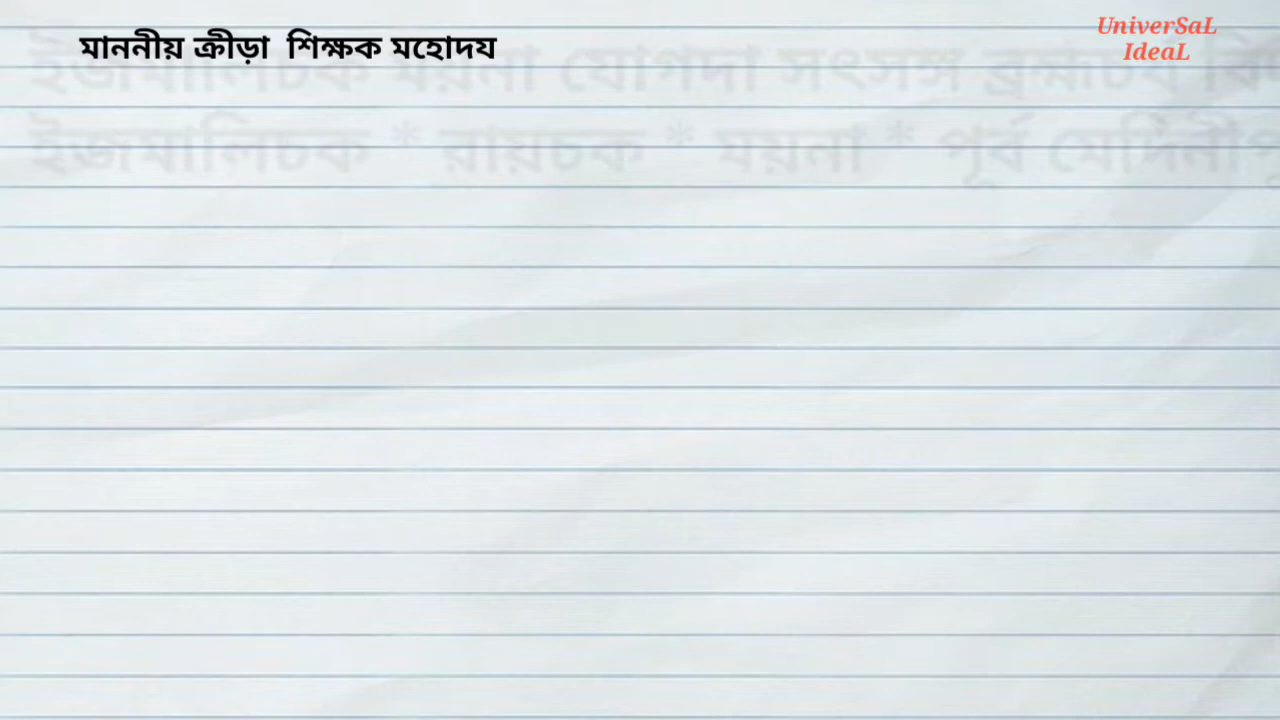 মাননীয় ক্রীড়া  শিক্ষক মহোদয
UniverSaL
IdeaL
ইজমালিচক ময়না যোগদা সৎসঙ্গ ব্রহ্মচর্য
ইজমালিচক * রায়চক * ময়না * পূর্ব